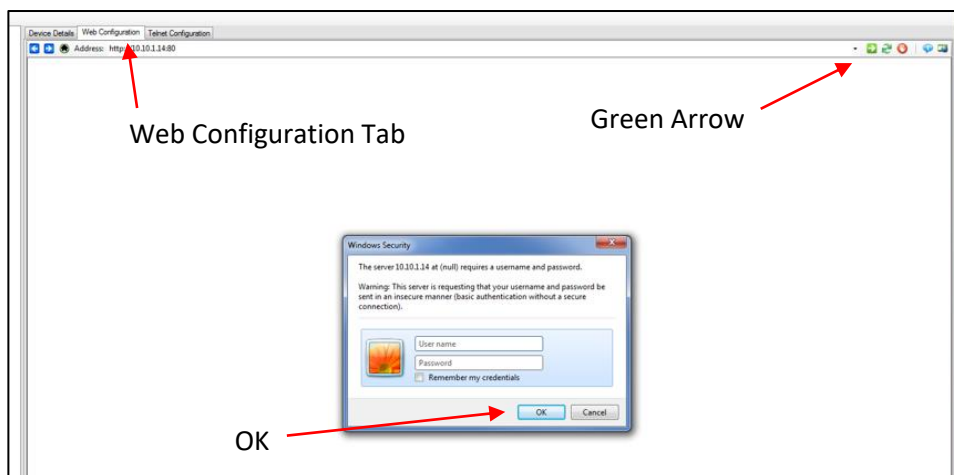 Device Details Web Configuration Telnet Configuration
Address: http://10.10.1.14:80
Web Configuration Tab
Green Arrow
Windows Security
The server 10.10.1.14 at (null) requires a username and password.
Warning: This server is requesting that your username and password be
sent in an insecure manner (basic authentication without a secure
connection).
User name
Password
Remember my credentials
OK Cancel
OK